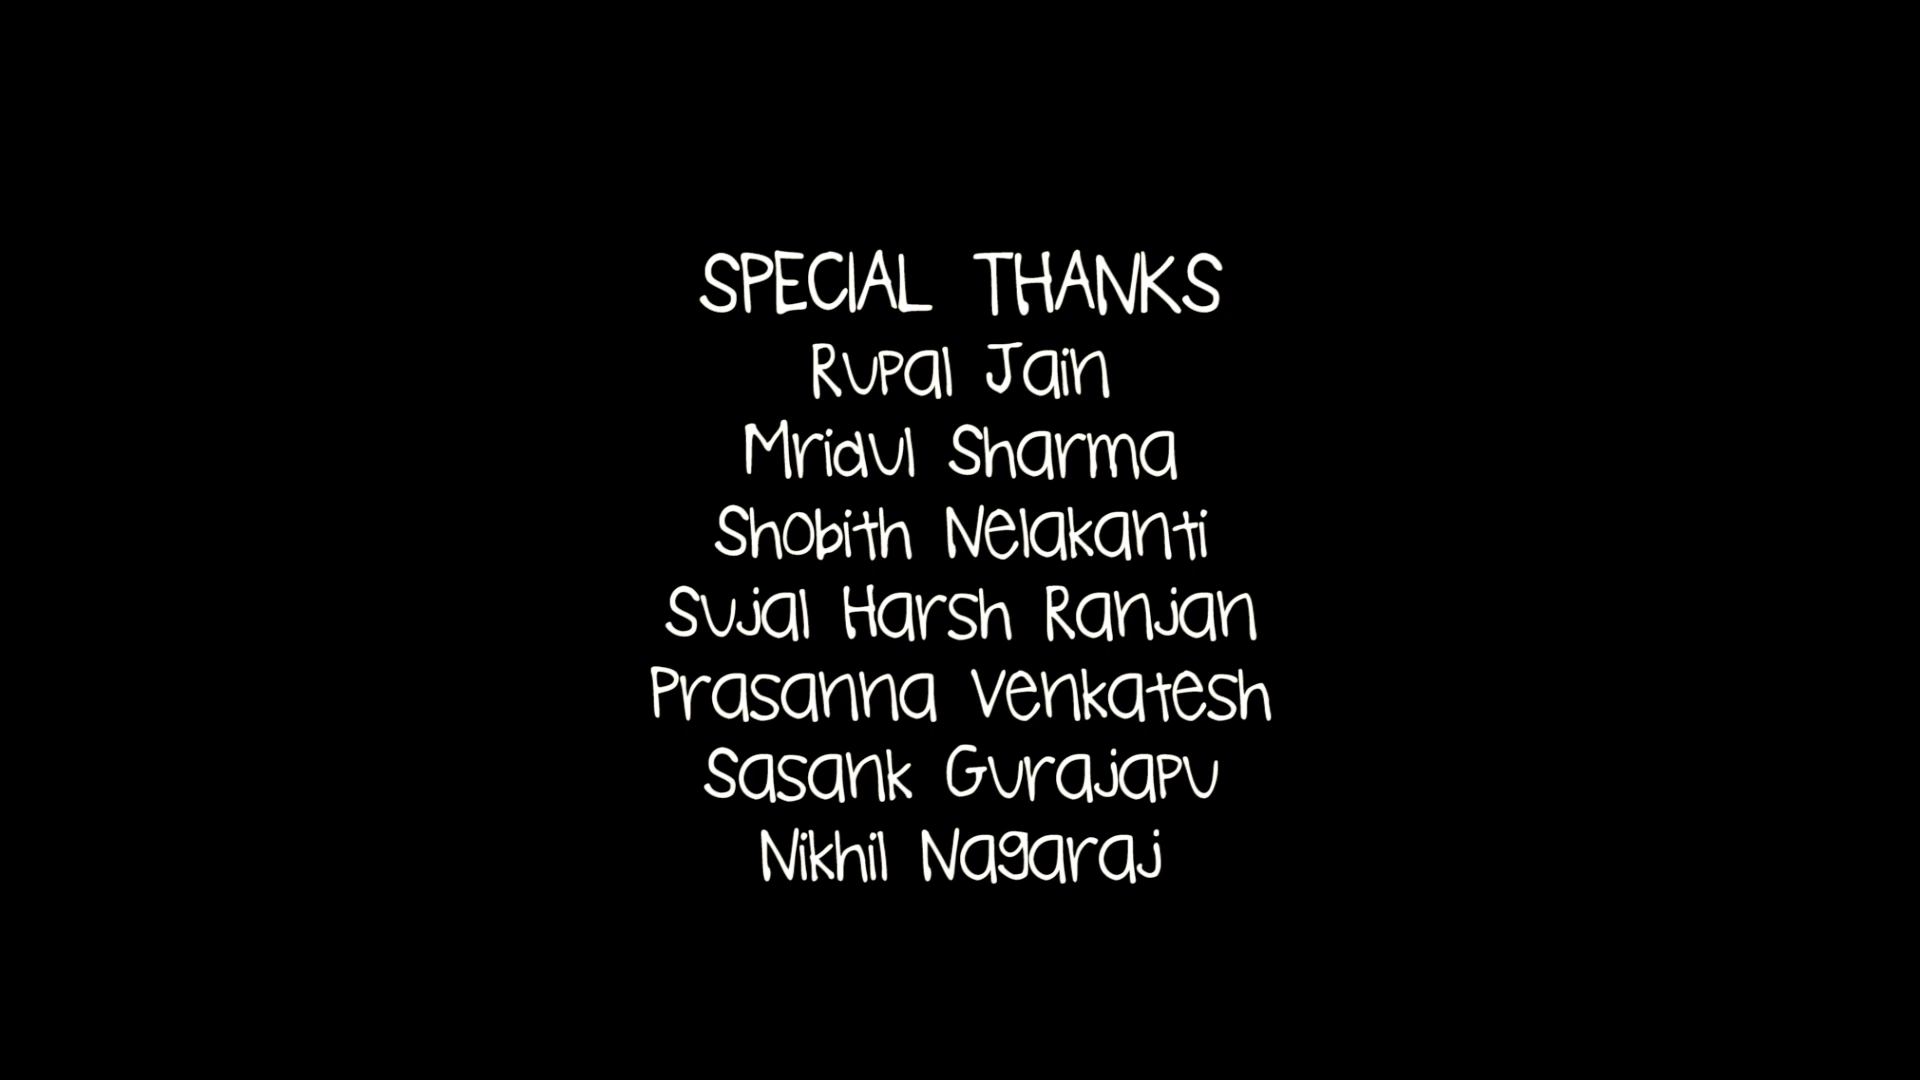 SPECIAL THANKS
Rupal Jain
Mridul Sharma
Shobith Nelakanti
Sujal Harsh Ranjan
Prasanna Venkatesh
Sasank Gurajapu
Nikhil Nagaraj